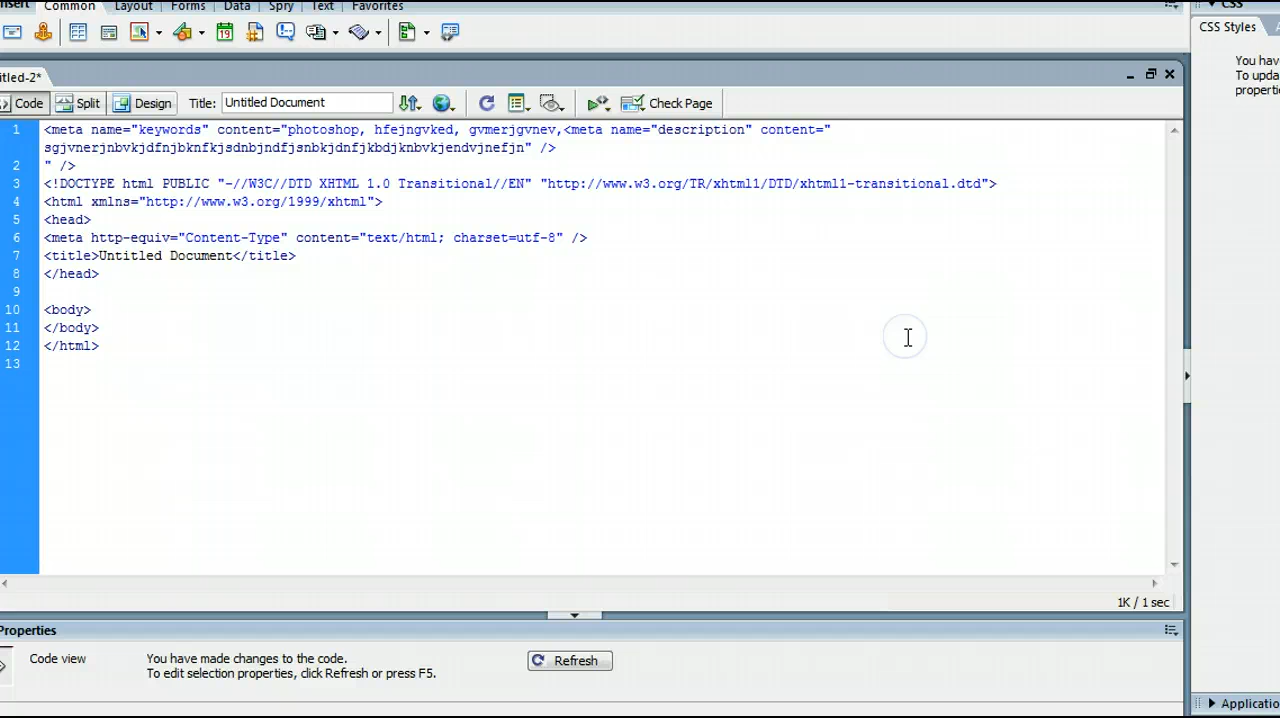 Insert Common Layout Forms Data Spry Text Favorites
CSS
CSS Styles
19
You have
To upda
properti
itled-2*
Code Split Design Title: Untitled Document Check Page
1 <meta name="keywords" content="photoshop, hfejngvked, gvmerjgvnev,<meta name="description" content="
sgjvnerjnbvkjdfnjbknfkjsdnbjndfjsnbkjdnfjkbdjknbvkjendvjnefjn" />
2 " />
3 <!DOCTYPE html PUBLIC "-//W3C//DTD XHTML 1.0 Transitional//EN" "http://www.w3.org/TR/xhtml1/DTD/xhtml1-transitional.dtd">
4 <html xmlns="http://www.w3.org/1999/xhtml">
5 <head>
6 <meta http-equiv="Content-Type" content="text/html; charset=utf-8" />
7 <title>Untitled Document</title>
8 </head>
9
10 <body>
11 </body>
12 </html>
13
1K / 1 sec
Properties
Code view
You have made changes to the code.
To edit selection properties, click Refresh or press F5.
Refresh
Applicatio